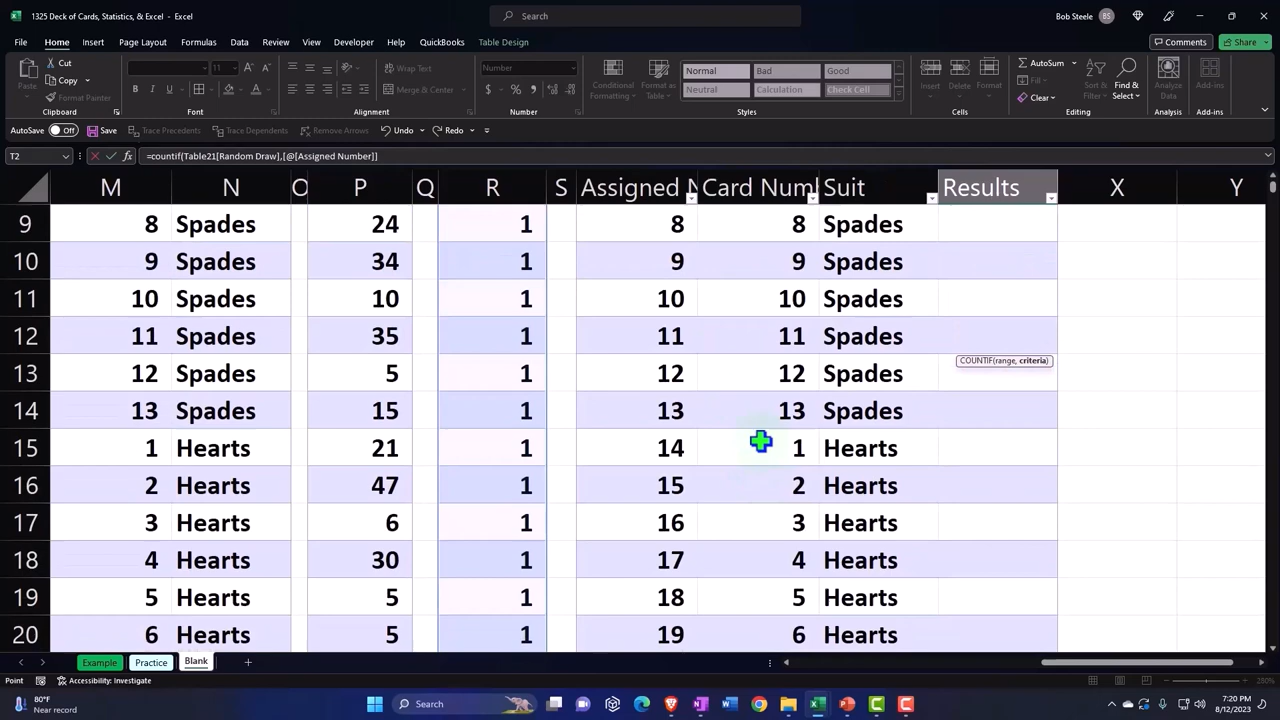 1325 Deck of Cards, Statistics, & Excel - Excel
Search
Bob Steele BS
File Home Insert Page Layout Formulas Data Review View Developer Help QuickBooks Table Design
Comments Share
Paste
Cut
Copy
Format Painter
Clipboard
11
Font
Wrap Text
Merge & Center
Alignment
Number
Number
Conditional Formatting
Format as Table
Normal Bad Good
Neutral Calculation Check Cell
Styles
Insert Delete Format
Cells
AutoSum
Fill
Clear
Sort & Filter
Find & Select
Editing
Analyze Data
Analysis
Add-ins
Add-ins
AutoSave Off Save Trace Precedents Trace Dependents Remove Arrows Undo Redo
T2 fx =countif(Table21[Random Draw],[@[Assigned Number]]
M N O P Q R S Assigned N Card Num Suit Results X Y
9 8 Spades 24 1 8 8 Spades
10 9 Spades 34 1 9 9 Spades
11 10 Spades 10 1 10 10 Spades
12 11 Spades 35 1 11 11 Spades
COUNTIF(range, criteria)
13 12 Spades 5 1 12 12 Spades
14 13 Spades 15 1 13 13 Spades
15 1 Hearts 21 1 14 1 Hearts
16 2 Hearts 47 1 15 2 Hearts
17 3 Hearts 6 1 16 3 Hearts
18 4 Hearts 30 1 17 4 Hearts
19 5 Hearts 5 1 18 5 Hearts
20 6 Hearts 5 1 19 6 Hearts
Example Practice Blank
Point Accessibility: Investigate 280%
80°F
Near record
Search
7:20 PM
8/12/2023